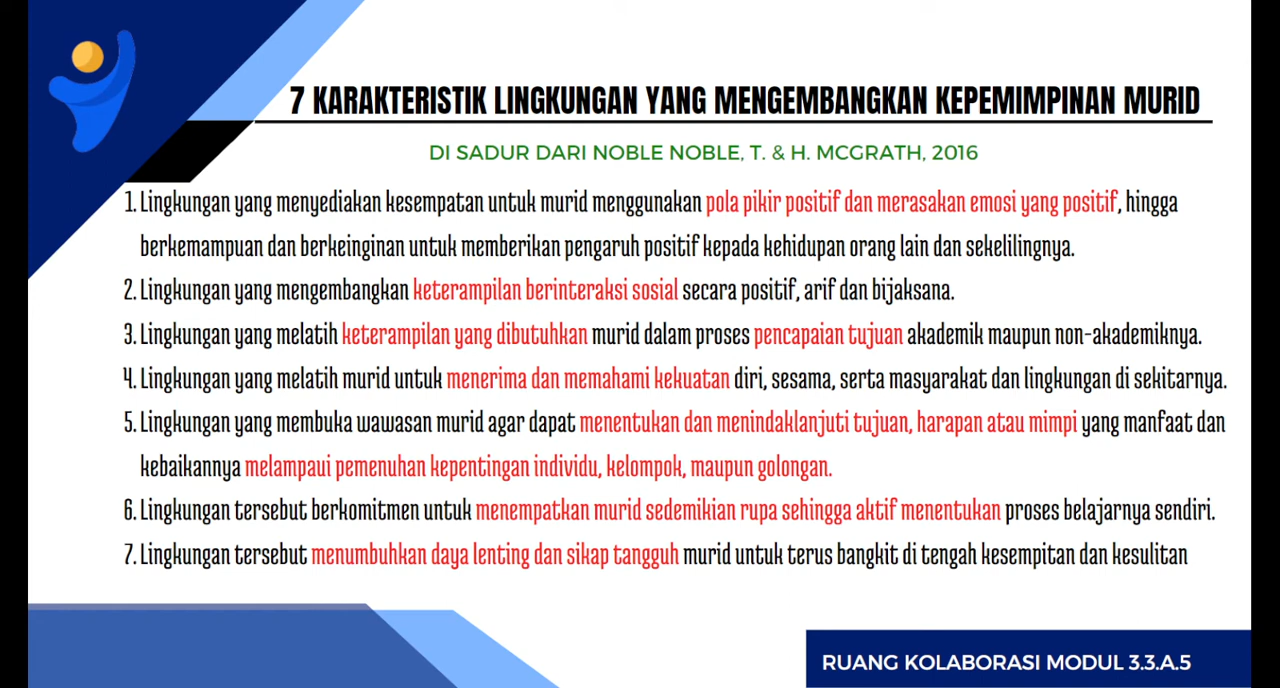 7 KARAKTERISTIK LINGKUNGAN YANG MENGEMBANGKAN KEPEMIMPINAN MURID
DI SADUR DARI NOBLE NOBLE, T. & H. MCGRATH, 2016
1. Lingkungan yang menyediakan kesempatan untuk murid menggunakan pola pikir positif dan merasakan emosi yang positif, hingga
berkemampuan dan berkeinginan untuk memberikan pengaruh positif kepada kehidupan orang lain dan sekelilingnya.
2. Lingkungan yang mengembangkan keterampilan berinteraksi sosial secara positif, arif dan bijaksana.
3. Lingkungan yang melatih keterampilan yang dibutuhkan murid dalam proses pencapaian tujuan akademik maupun non-akademiknya.
4. Lingkungan yang melatih murid untuk menerima dan memahami kekuatan diri, sesama, serta masyarakat dan lingkungan di sekitarnya.
5. Lingkungan yang membuka wawasan murid agar dapat menentukan dan menindaklanjuti tujuan, harapan atau mimpi yang manfaat dan
kebaikannya melampaui pemenuhan kepentingan individu, kelompok, maupun golongan.
6. Lingkungan tersebut berkomitmen untuk menempatkan murid sedemikian rupa sehingga aktif menentukan proses belajarnya sendiri.
7. Lingkungan tersebut menumbuhkan daya lenting dan sikap tangguh murid untuk terus bangkit di tengah kesempitan dan kesulitan
RUANG KOLABORASI MODUL 3.3.A.5